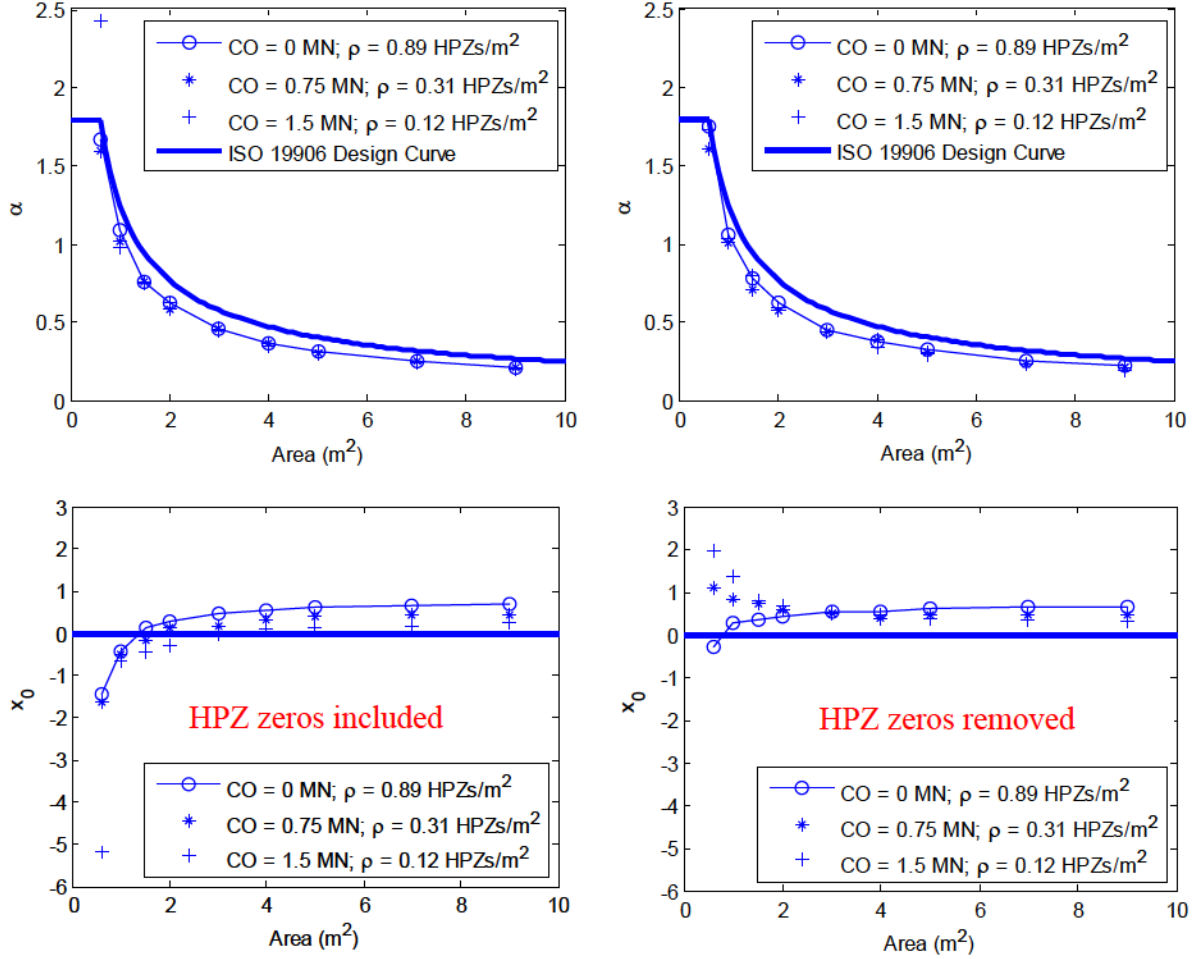 2.5
2
1.5
1
0.5
0
α
0 2 4 6 8 10
Area (m²)
CO = 0 MN; ρ = 0.89 HPZs/m²
CO = 0.75 MN; ρ = 0.31 HPZs/m²
CO = 1.5 MN; ρ = 0.12 HPZs/m²
ISO 19906 Design Curve
2.5
2
1.5
1
0.5
0
α
0 2 4 6 8 10
Area (m²)
CO = 0 MN; ρ = 0.89 HPZs/m²
CO = 0.75 MN; ρ = 0.31 HPZs/m²
CO = 1.5 MN; ρ = 0.12 HPZs/m²
ISO 19906 Design Curve
3
2
1
0
-1
-2
-3
-4
-5
-6
x₀
0 2 4 6 8 10
Area (m²)
HPZ zeros included
CO = 0 MN; ρ = 0.89 HPZs/m²
CO = 0.75 MN; ρ = 0.31 HPZs/m²
CO = 1.5 MN; ρ = 0.12 HPZs/m²
3
2
1
0
-1
-2
-3
-4
-5
-6
x₀
0 2 4 6 8 10
Area (m²)
HPZ zeros removed
CO = 0 MN; ρ = 0.89 HPZs/m²
CO = 0.75 MN; ρ = 0.31 HPZs/m²
CO = 1.5 MN; ρ = 0.12 HPZs/m²